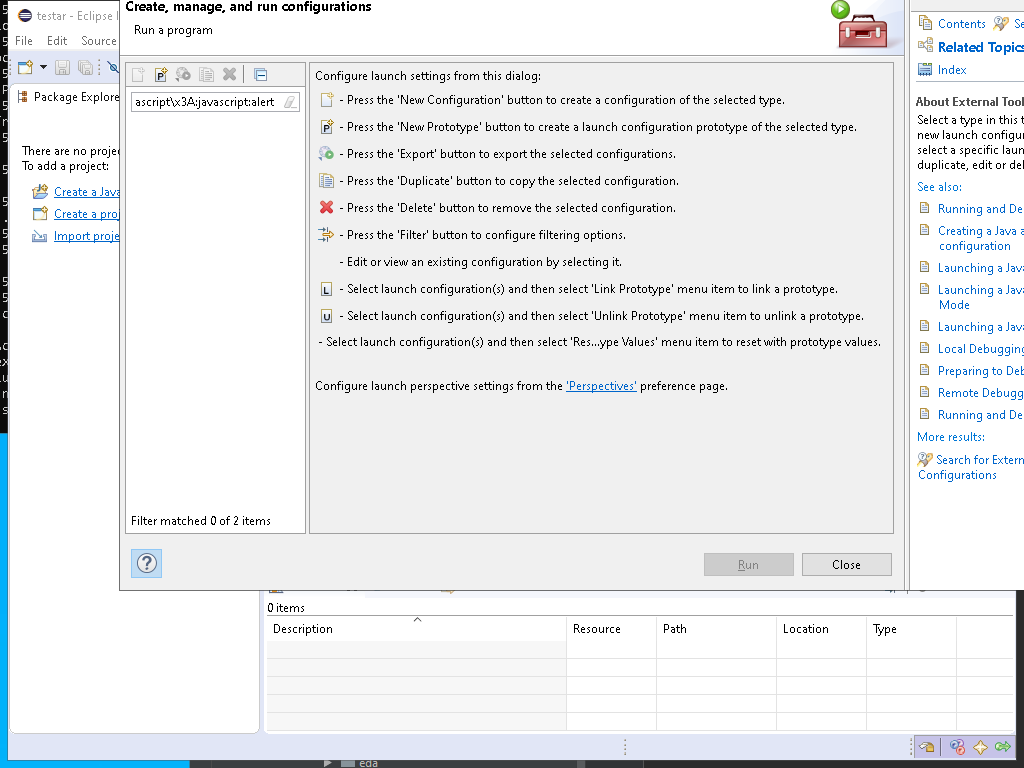 Create, manage, and run configurations
Run a program
testar - Eclipse I
File Edit Source
Package Explore
There are no projec
To add a project:
Create a Java
Create a proj
Import proje
ascript\x3A;javascript:alert
Filter matched 0 of 2 items
Configure launch settings from this dialog:
- Press the 'New Configuration' button to create a configuration of the selected type.
- Press the 'New Prototype' button to create a launch configuration prototype of the selected type.
- Press the 'Export' button to export the selected configurations.
- Press the 'Duplicate' button to copy the selected configuration.
- Press the 'Delete' button to remove the selected configuration.
- Press the 'Filter' button to configure filtering options.
- Edit or view an existing configuration by selecting it.
- Select launch configuration(s) and then select 'Link Prototype' menu item to link a prototype.
- Select launch configuration(s) and then select 'Unlink Prototype' menu item to unlink a prototype.
- Select launch configuration(s) and then select 'Res...ype Values' menu item to reset with prototype values.
Configure launch perspective settings from the 'Perspectives' preference page.
Run
Close
Contents Se
Related Topics
Index
About External Tool
Select a type in this t
new launch configur
select a specific laun
duplicate, edit or del
See also:
Running and De
Creating a Java a
configuration
Launching a Java
Launching a Java
Mode
Launching a Java
Local Debugging
Preparing to Deb
Remote Debugg
Running and De
More results:
Search for Extern
Configurations
0 items
Description Resource Path Location Type
eda